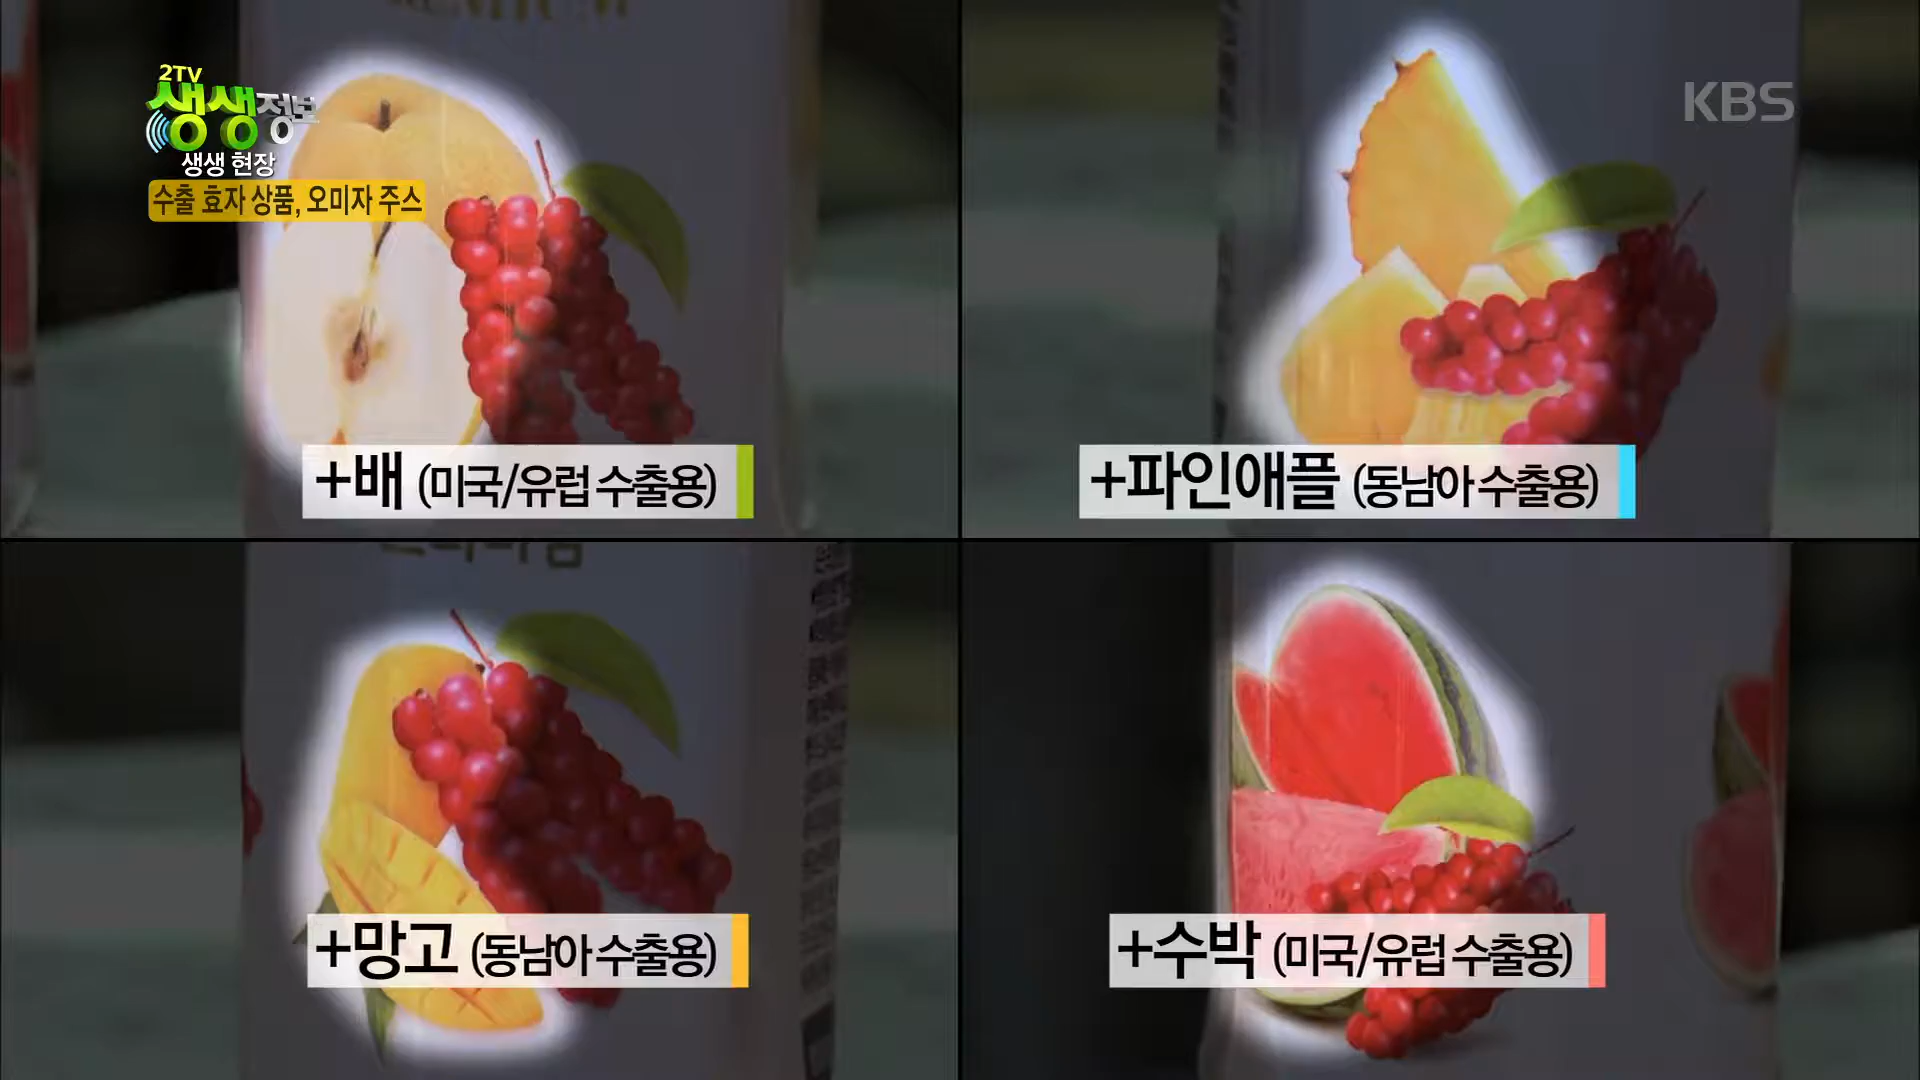 2TV
생생정보
생생 현장
수출 효자 상품, 오미자 주스
KBS
+배 (미국/유럽 수출용)
+파인애플 (동남아 수출용)
+망고 (동남아 수출용)
+수박 (미국/유럽 수출용)